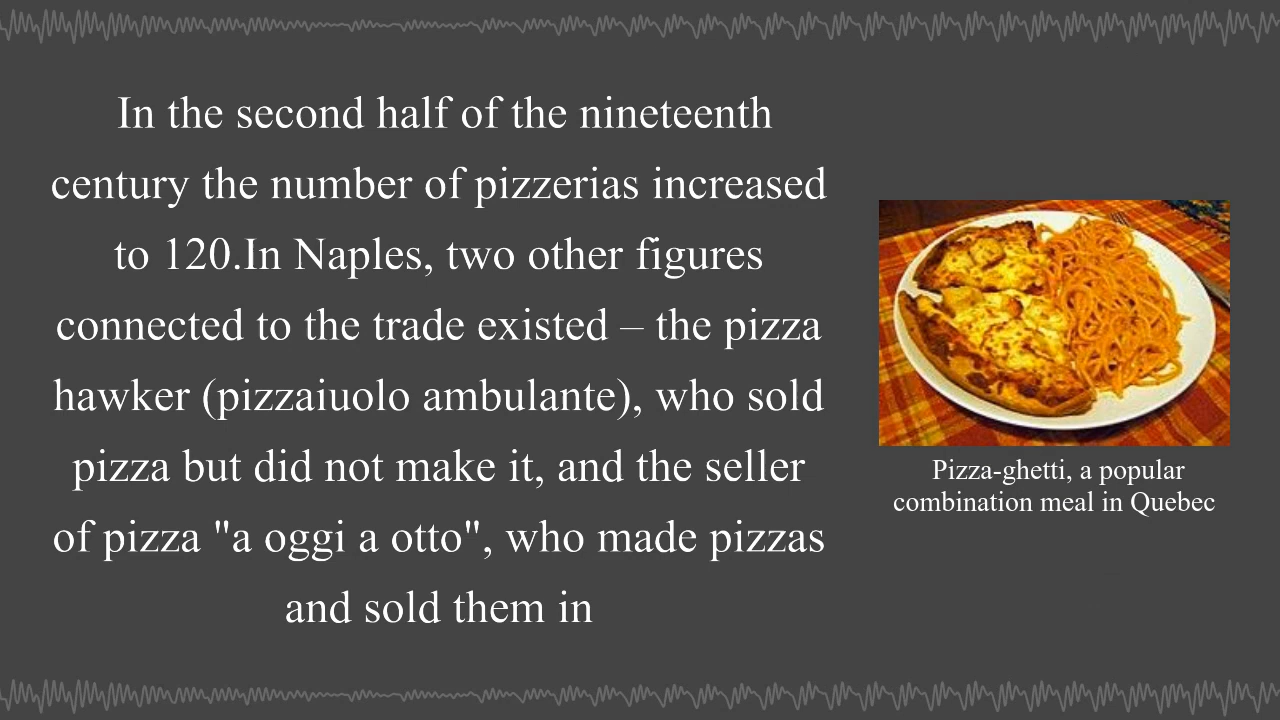 In the second half of the nineteenth
century the number of pizzerias increased
to 120.In Naples, two other figures
connected to the trade existed – the pizza
hawker (pizzaiuolo ambulante), who sold
pizza but did not make it, and the seller
of pizza "a oggi a otto", who made pizzas
and sold them in
Pizza-ghetti, a popular
combination meal in Quebec